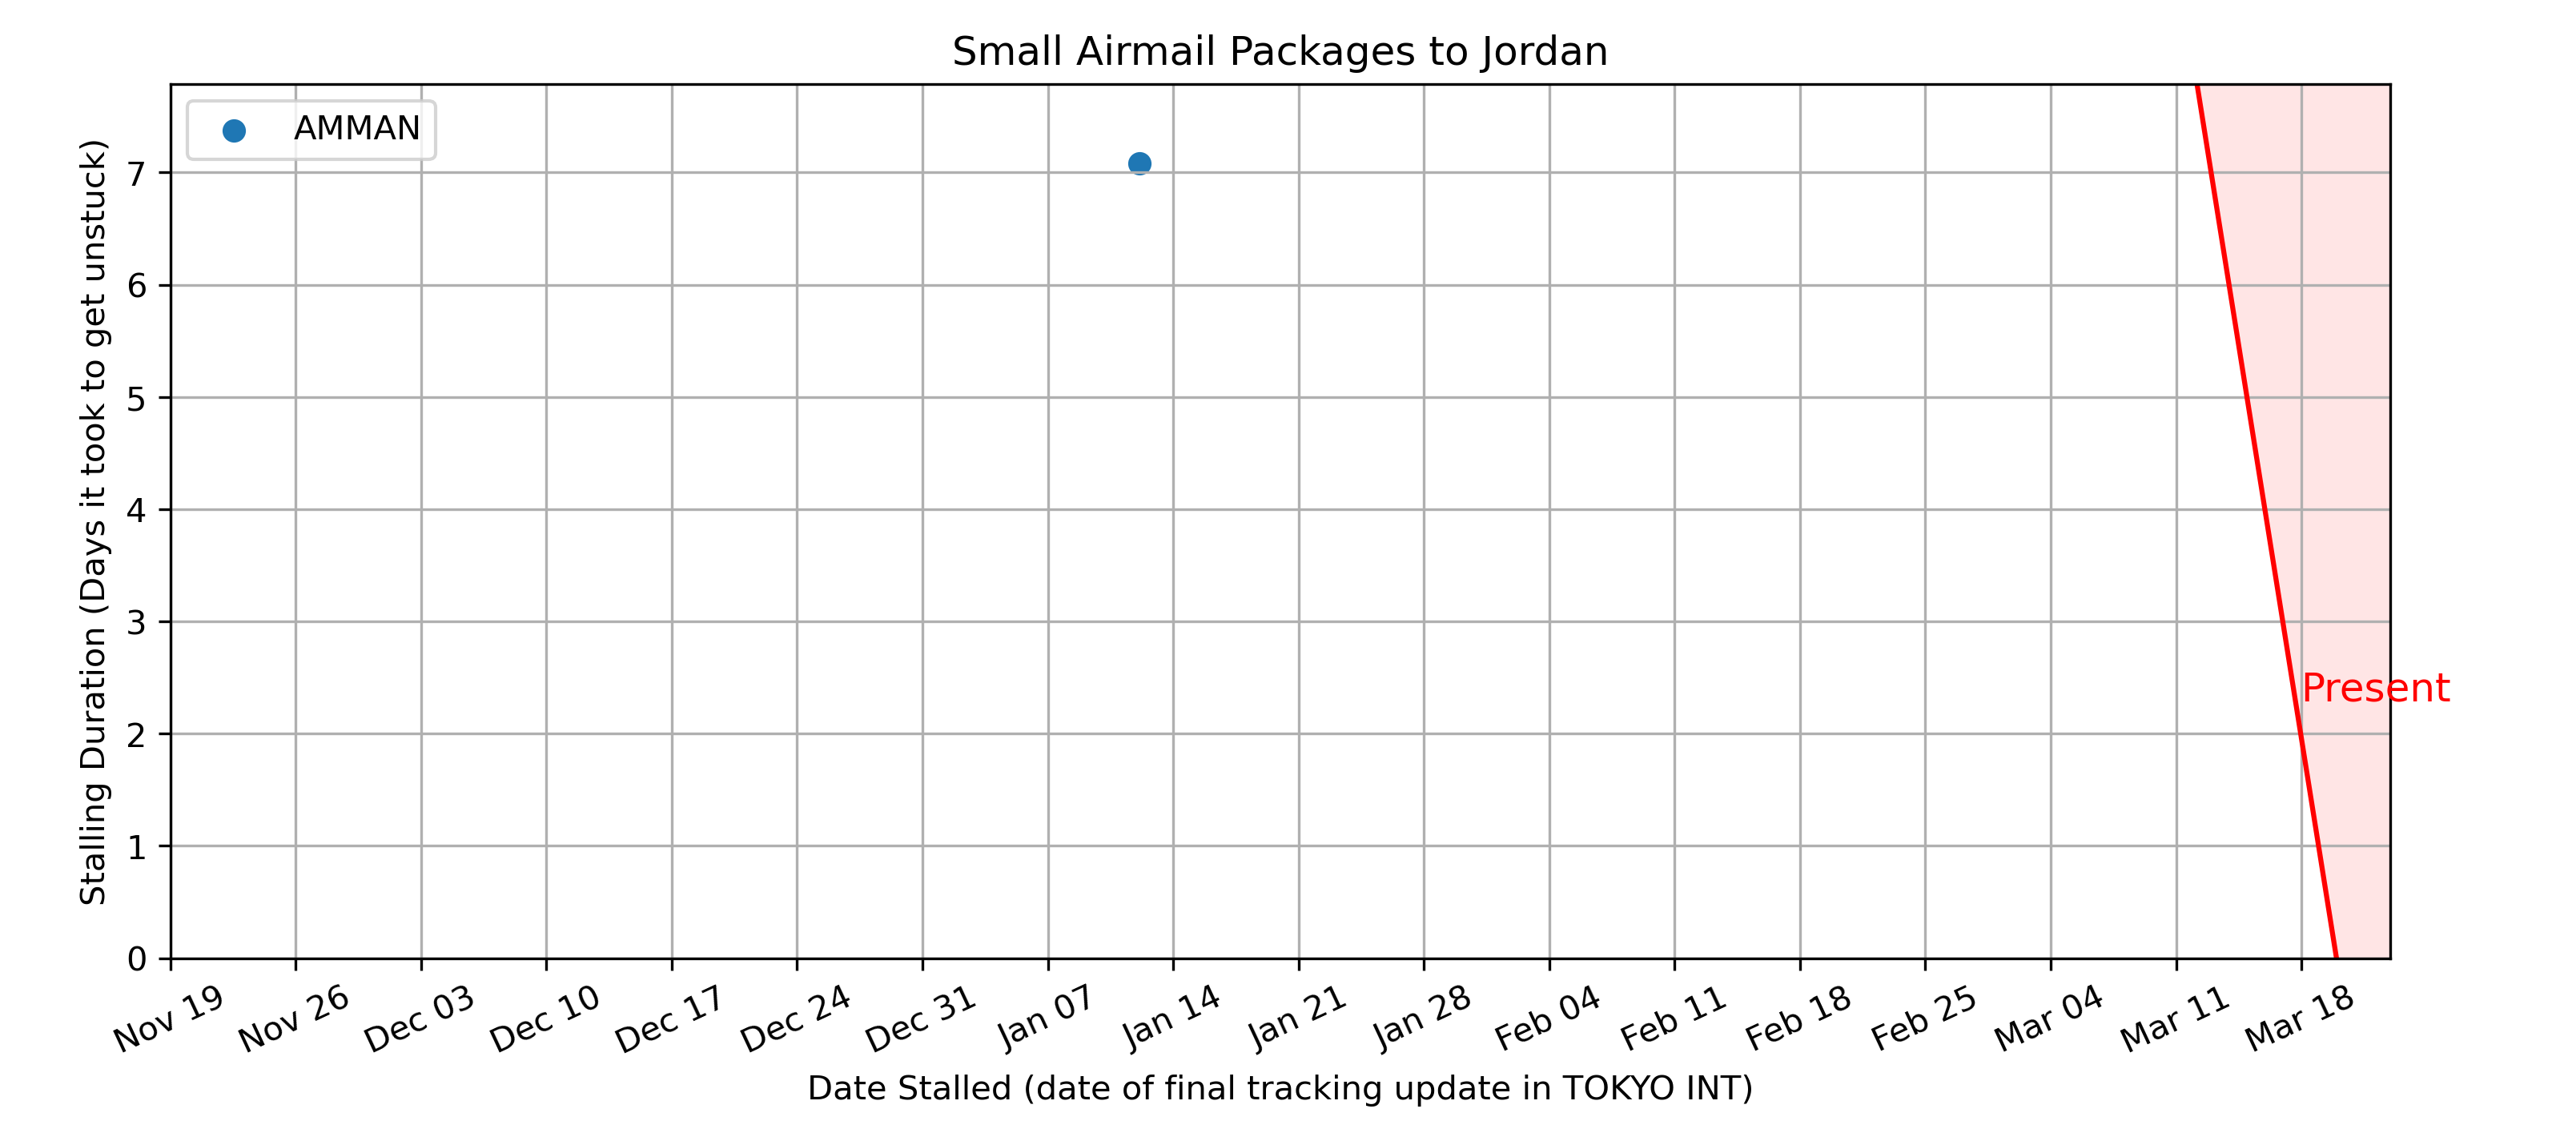 Small Airmail Packages to Jordan
AMMAN
Stalling Duration (Days it took to get unstuck)
7
6
5
4
3
2
1
0
Present
Nov 19
Nov 26
Dec 03
Dec 10
Dec 17
Dec 24
Dec 31
Jan 07
Jan 14
Jan 21
Jan 28
Feb 04
Feb 11
Feb 18
Feb 25
Mar 04
Mar 11
Mar 18
Date Stalled (date of final tracking update in TOKYO INT)